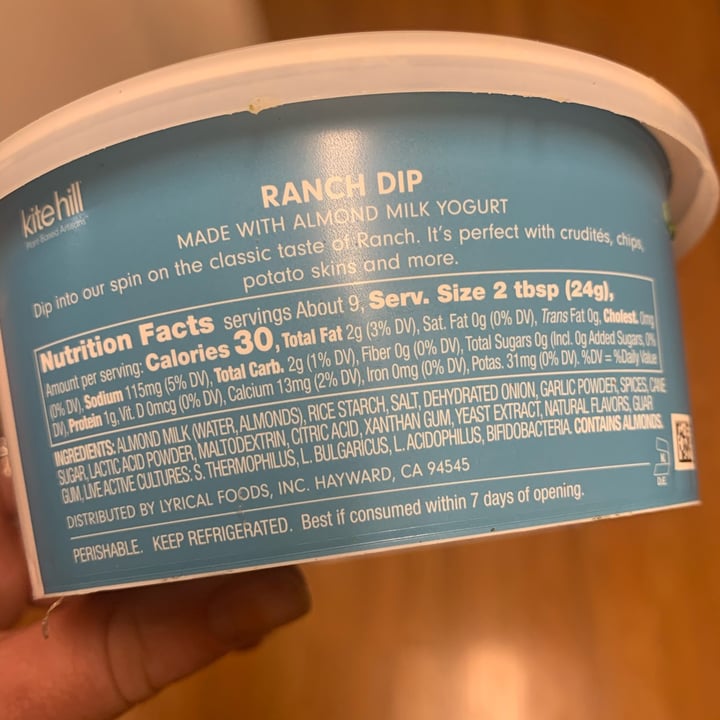 kite hill
Plant-Based Artisans
RANCH DIP
MADE WITH ALMOND MILK YOGURT
Dip into our spin on the classic taste of Ranch. It's perfect with crudités, chips,
potato skins and more.
Nutrition Facts servings About 9, Serv. Size 2 tbsp (24g),
Amount per serving: Calories 30, Total Fat 2g (3% DV), Sat. Fat 0g (0% DV), Trans Fat 0g, Cholest. 0mg
(0% DV), Sodium 115mg (5% DV), Total Carb. 2g (1% DV), Fiber 0g (0% DV), Total Sugars 0g (Incl. 0g Added Sugars, 0%
DV), Protein 1g, Vit. D 0mcg (0% DV), Calcium 13mg (2% DV), Iron 0mg (0% DV), Potas. 31mg (0% DV). %DV = %Daily Value
INGREDIENTS: ALMOND MILK (WATER, ALMONDS), RICE STARCH, SALT, DEHYDRATED ONION, GARLIC POWDER, SPICES, CANE
SUGAR, LACTIC ACID POWDER, MALTODEXTRIN, CITRIC ACID, XANTHAN GUM, YEAST EXTRACT, NATURAL FLAVORS, GUAR
GUM, LIVE ACTIVE CULTURES: S. THERMOPHILUS, L. BULGARICUS, L. ACIDOPHILUS, BIFIDOBACTERIA. CONTAINS ALMONDS.
DISTRIBUTED BY LYRICAL FOODS, INC. HAYWARD, CA 94545
PERISHABLE. KEEP REFRIGERATED. Best if consumed within 7 days of opening.